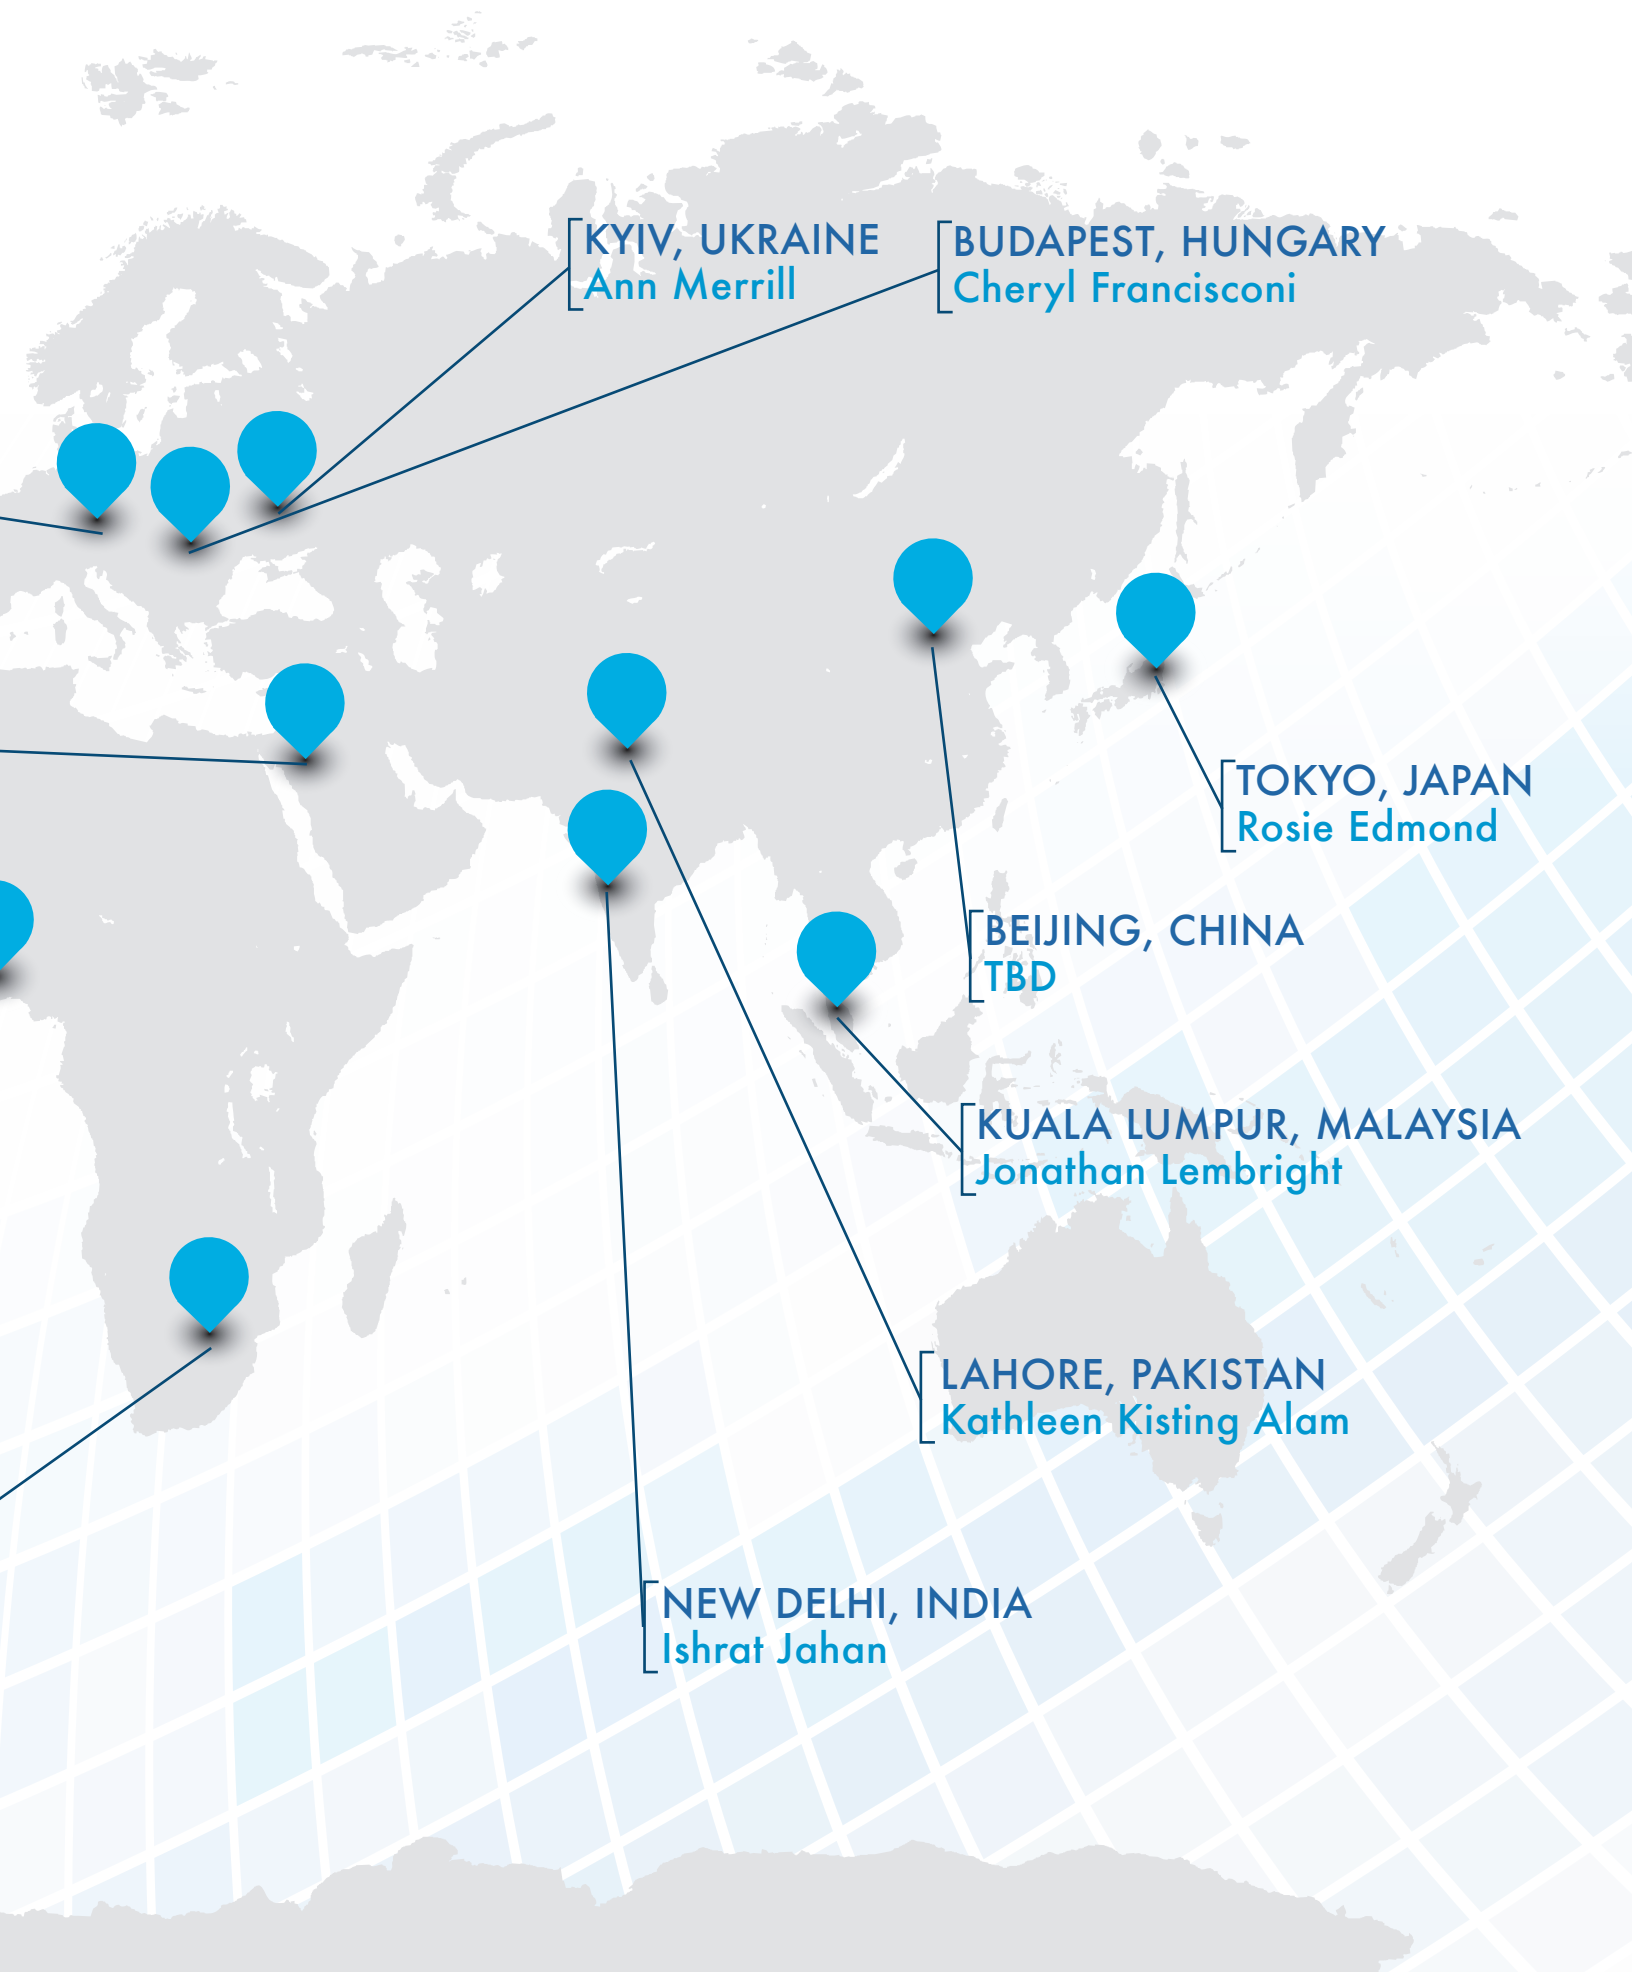 KYIV, UKRAINE
Ann Merrill
BUDAPEST, HUNGARY
Cheryl Francisconi
TOKYO, JAPAN
Rosie Edmond
BEIJING, CHINA
TBD
KUALA LUMPUR, MALAYSIA
Jonathan Lembright
LAHORE, PAKISTAN
Kathleen Kisting Alam
NEW DELHI, INDIA
Ishrat Jahan